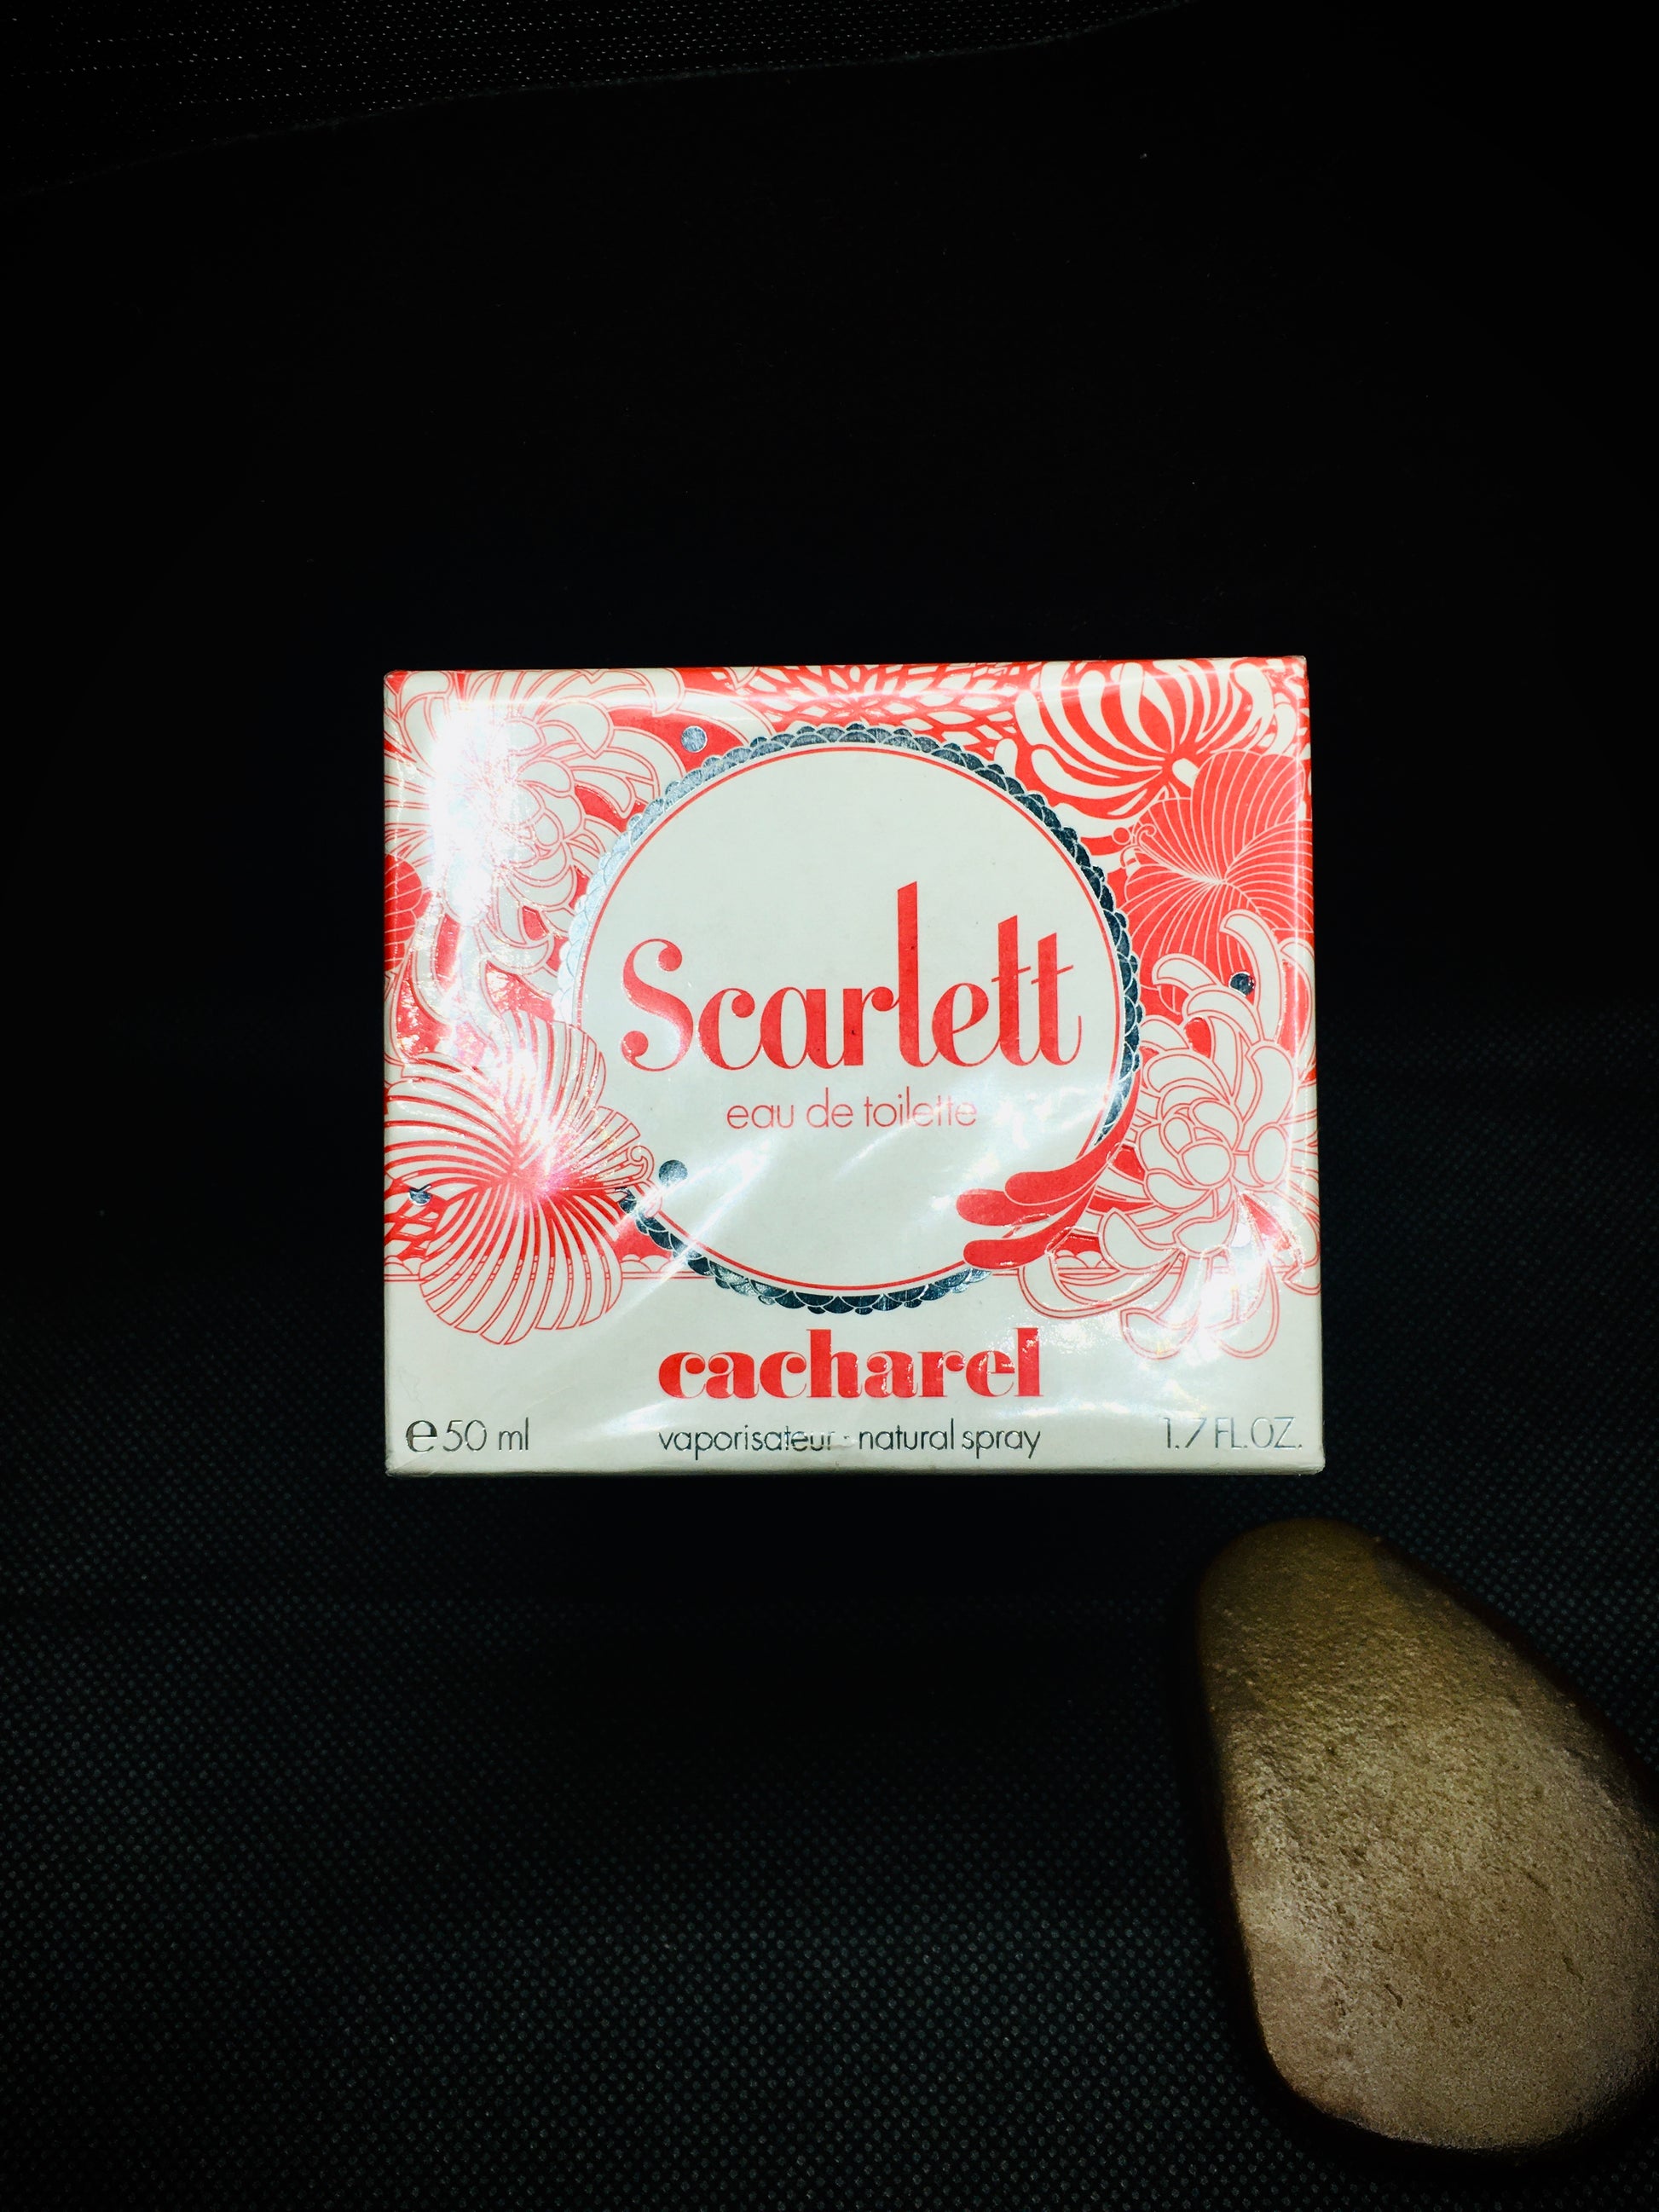 Scarlett
eau de toilette
cacharel
e 50 ml vaporisateur - natural spray 1.7 FL.OZ.